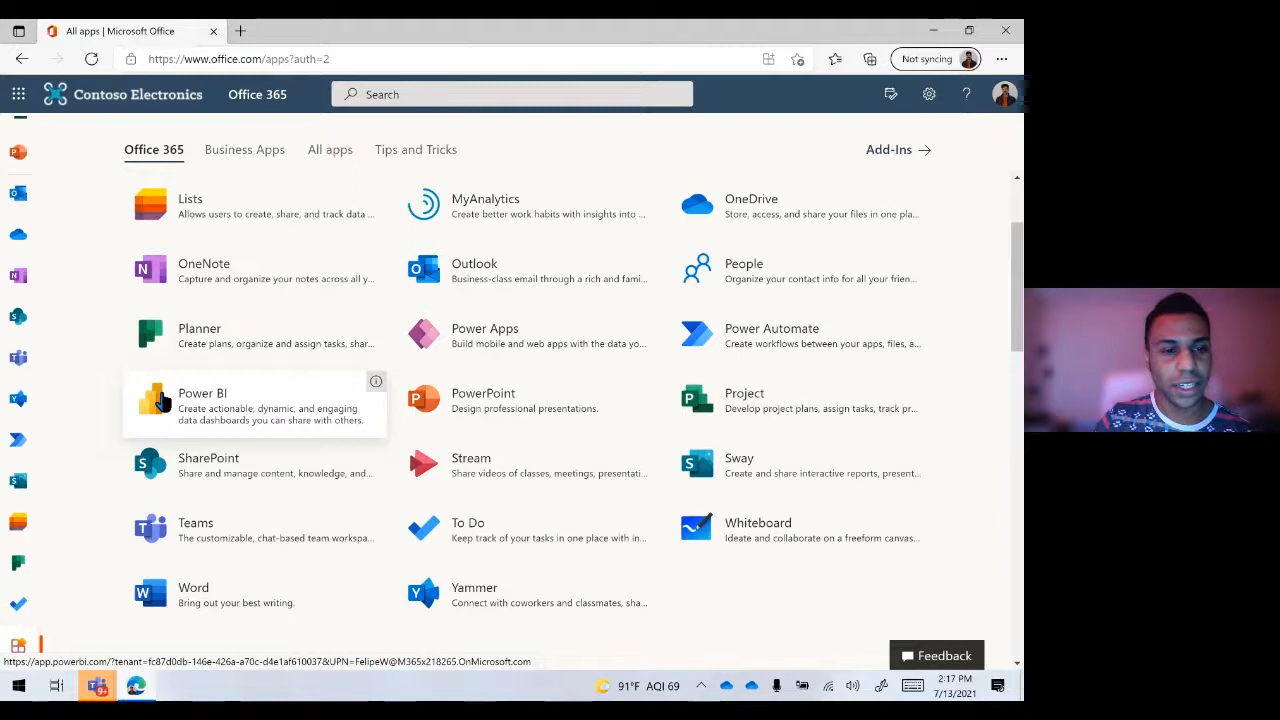 All apps | Microsoft Office
https://www.office.com/apps?auth=2
Not syncing
Contoso Electronics
Office 365
Search
Office 365
Business Apps
All apps
Tips and Tricks
Add-Ins
Lists
Allows users to create, share, and track data ...
MyAnalytics
Create better work habits with insights into ...
OneDrive
Store, access, and share your files in one pla...
OneNote
Capture and organize your notes across all y...
Outlook
Business-class email through a rich and fami...
People
Organize your contact info for all your frien...
Planner
Create plans, organize and assign tasks, shar...
Power Apps
Build mobile and web apps with the data yo...
Power Automate
Create workflows between your apps, files, a...
Power BI
Create actionable, dynamic, and engaging
data dashboards you can share with others.
PowerPoint
Design professional presentations.
Project
Develop project plans, assign tasks, track pr...
SharePoint
Share and manage content, knowledge, and...
Stream
Share videos of classes, meetings, presentati...
Sway
Create and share interactive reports, present...
Teams
The customizable, chat-based team workspa...
To Do
Keep track of your tasks in one place with in...
Whiteboard
Ideate and collaborate on a freeform canvas...
Word
Bring out your best writing.
Yammer
Connect with coworkers and classmates, sha...
Feedback
https://app.powerbi.com/?tenant=fc87d0db-146e-426a-a70c-d4e1af610037&UPN=FelipeW@M365x218265.OnMicrosoft.com
9+
91°F AQI 69
2:17 PM
7/13/2021